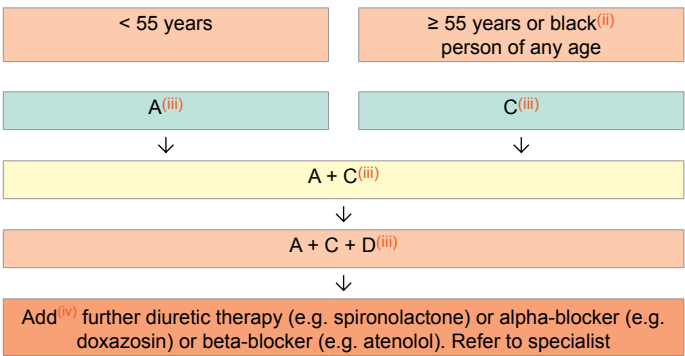 < 55 years
≥ 55 years or black(ii)
person of any age
A(iii)
C(iii)
A + C(iii)
A + C + D(iii)
Add(iv) further diuretic therapy (e.g. spironolactone) or alpha-blocker (e.g.
doxazosin) or beta-blocker (e.g. atenolol). Refer to specialist